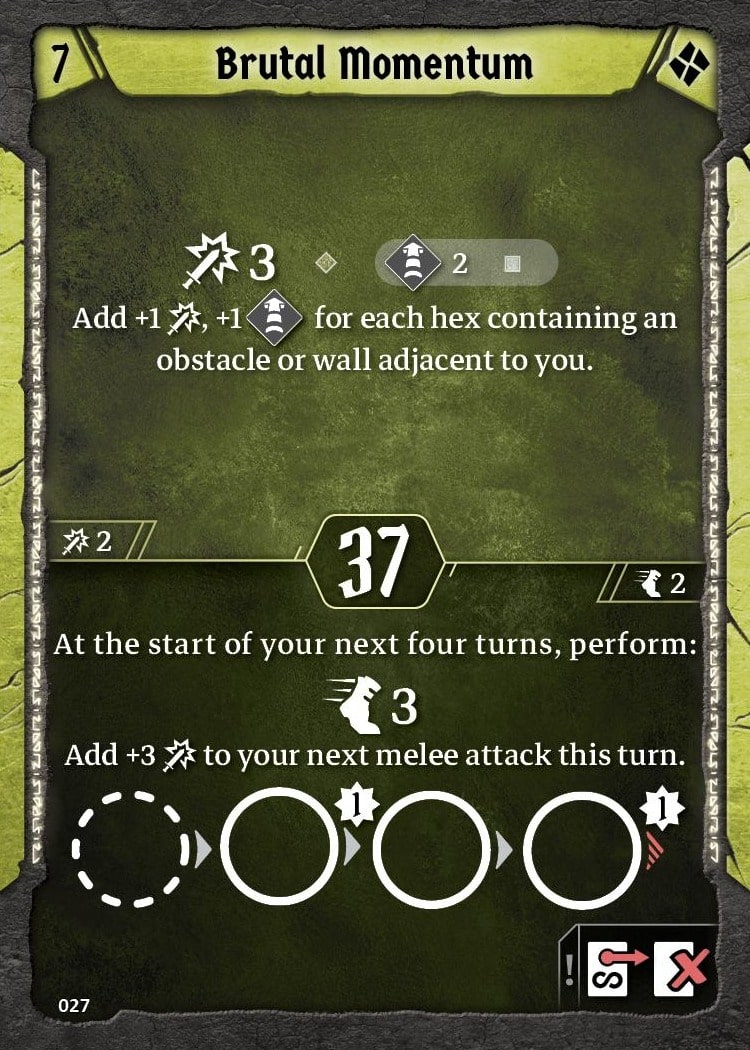 7 Brutal Momentum
3 2
Add +1 , +1 for each hex containing an
obstacle or wall adjacent to you.
2
37
2
At the start of your next four turns, perform:
3
Add +3 to your next melee attack this turn.
1 1
!
027